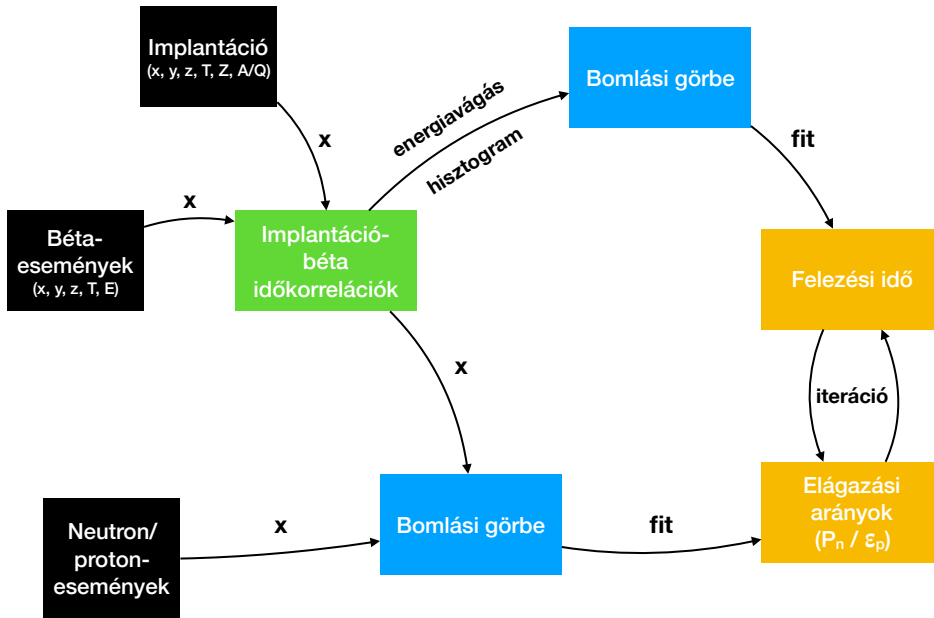 Implantáció
(x, y, z, T, Z, A/Q)
x
energiavágás
hisztogram
Bomlási görbe
fit
Béta-
események
(x, y, z, T, E)
x
Implantáció-
béta
időkorrelációk
Felezési idő
x
iteráció
Neutron/
proton-
események
x
Bomlási görbe
fit
Elágazási
arányok
(Pn / εp)